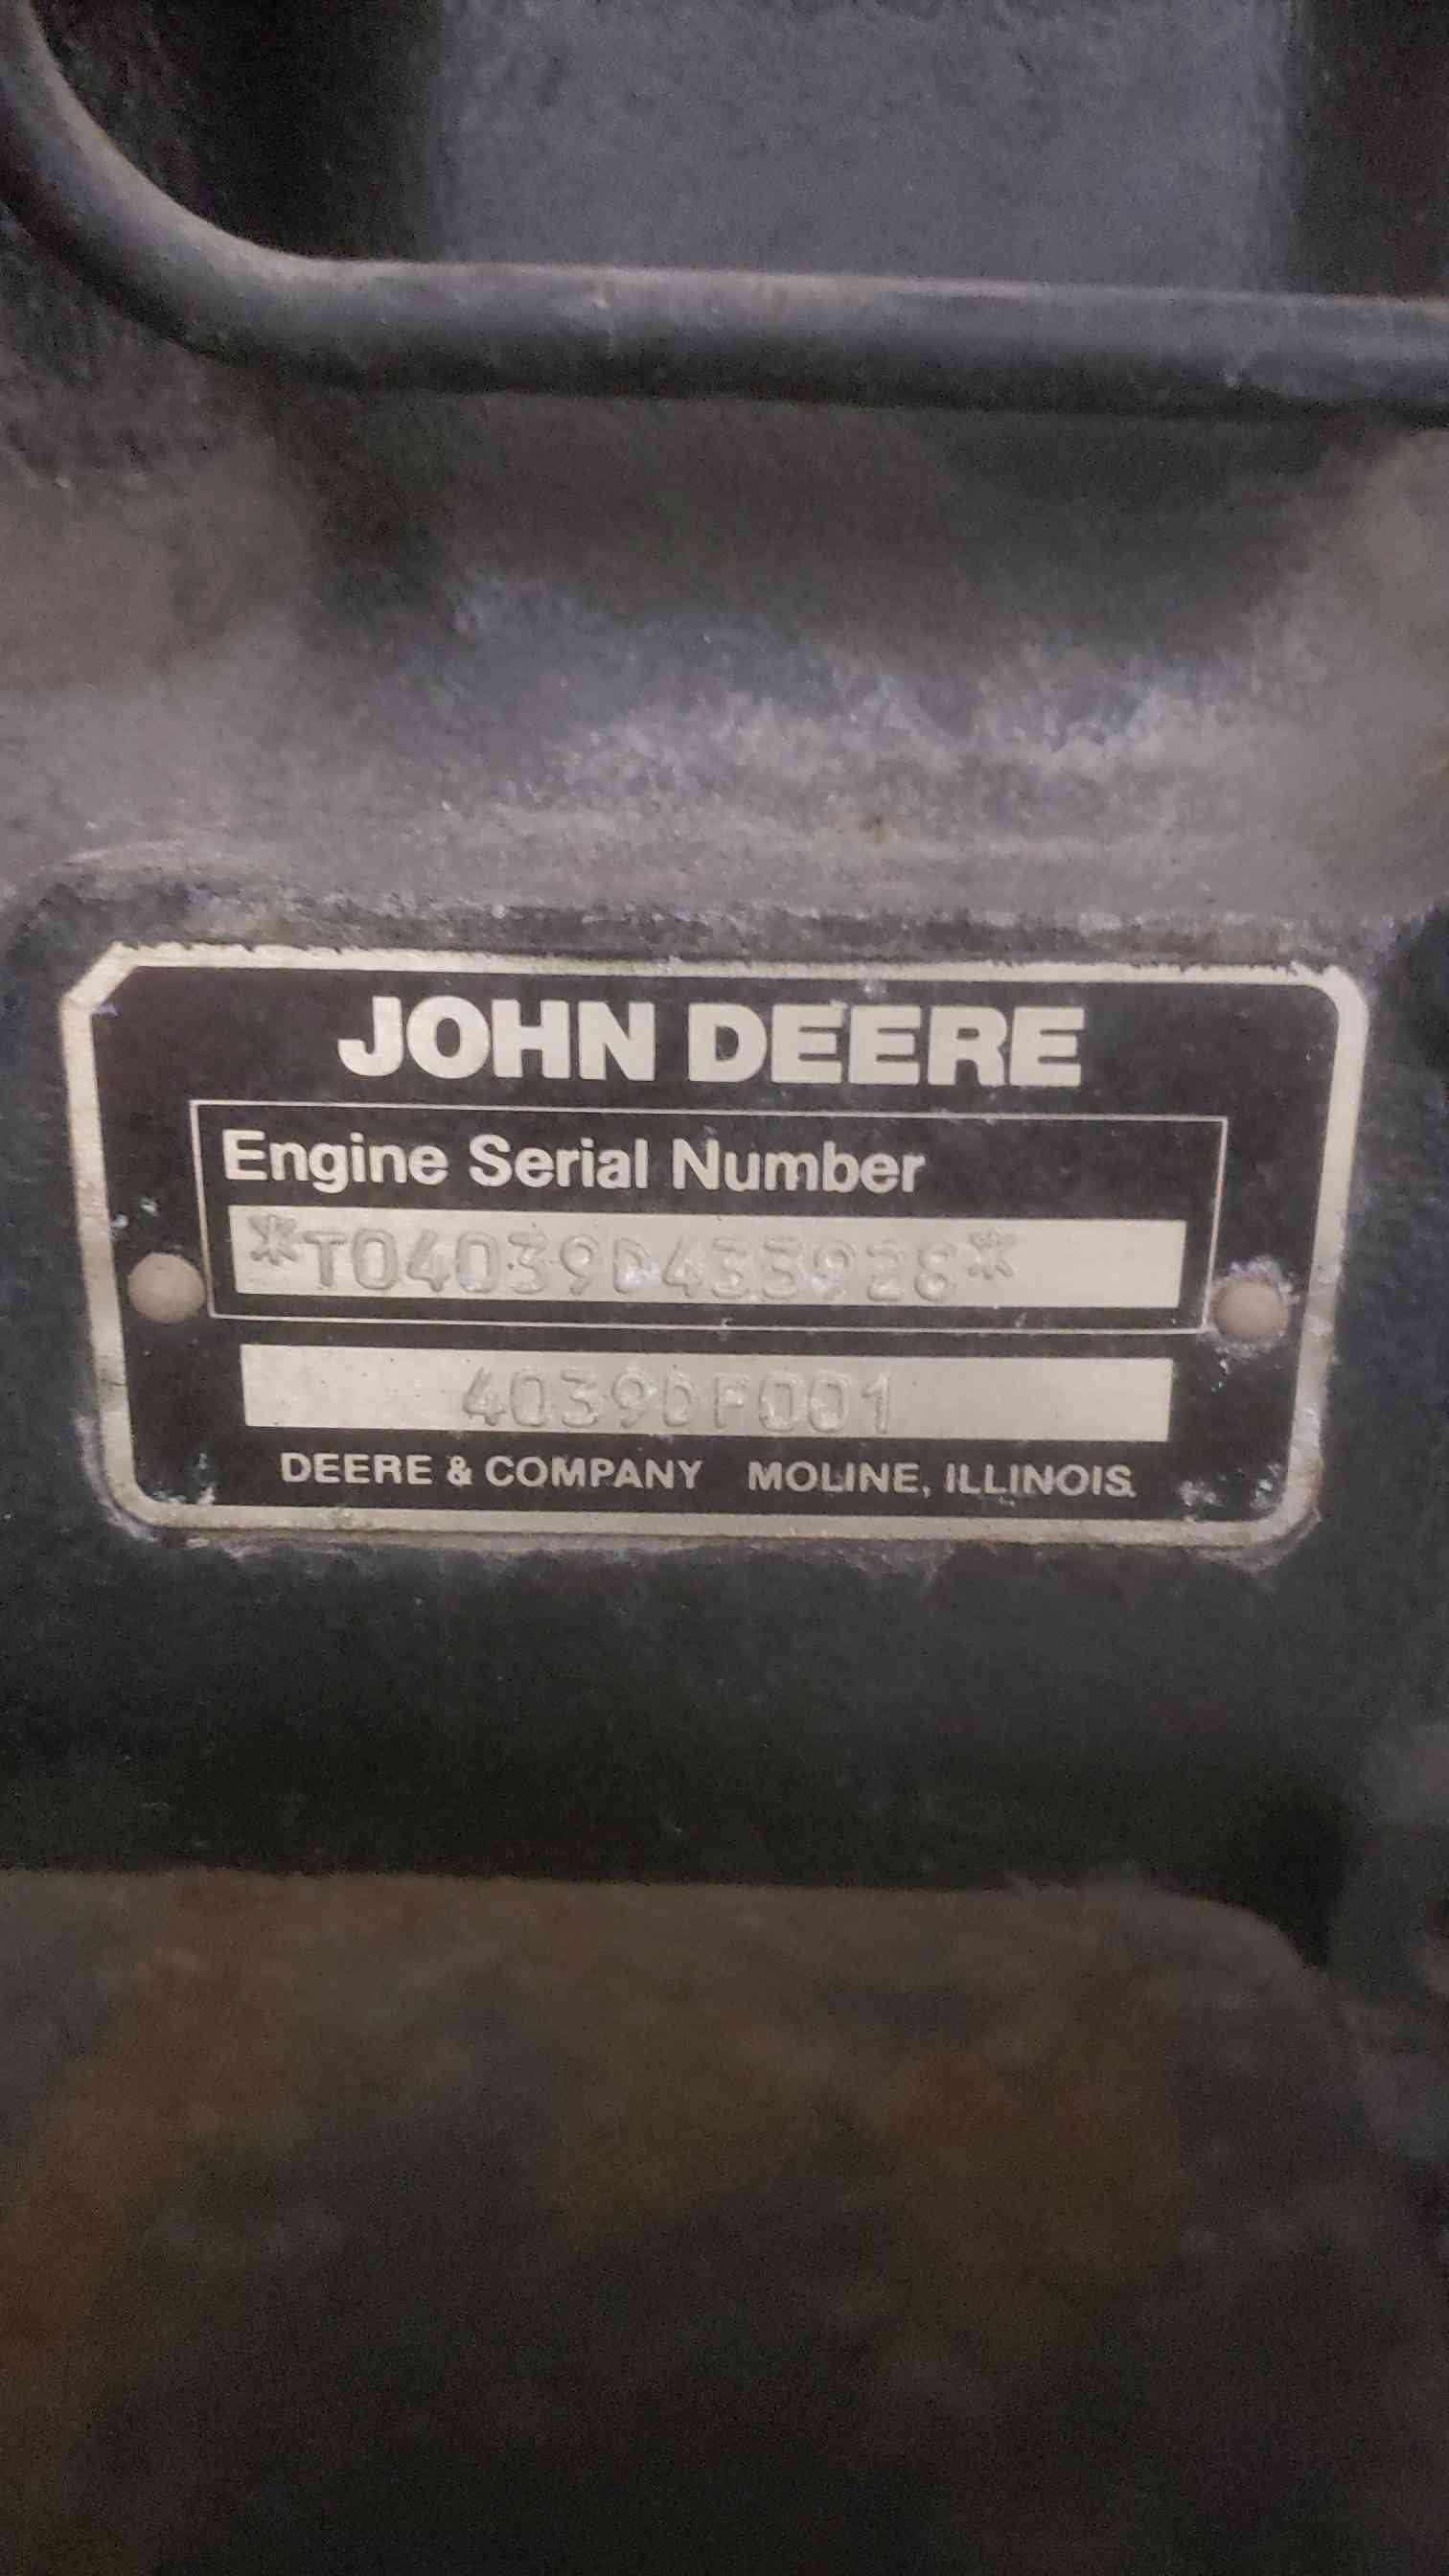 JOHN DEERE
Engine Serial Number
*T04039D433928*
4039DF001
DEERE & COMPANY MOLINE, ILLINOIS